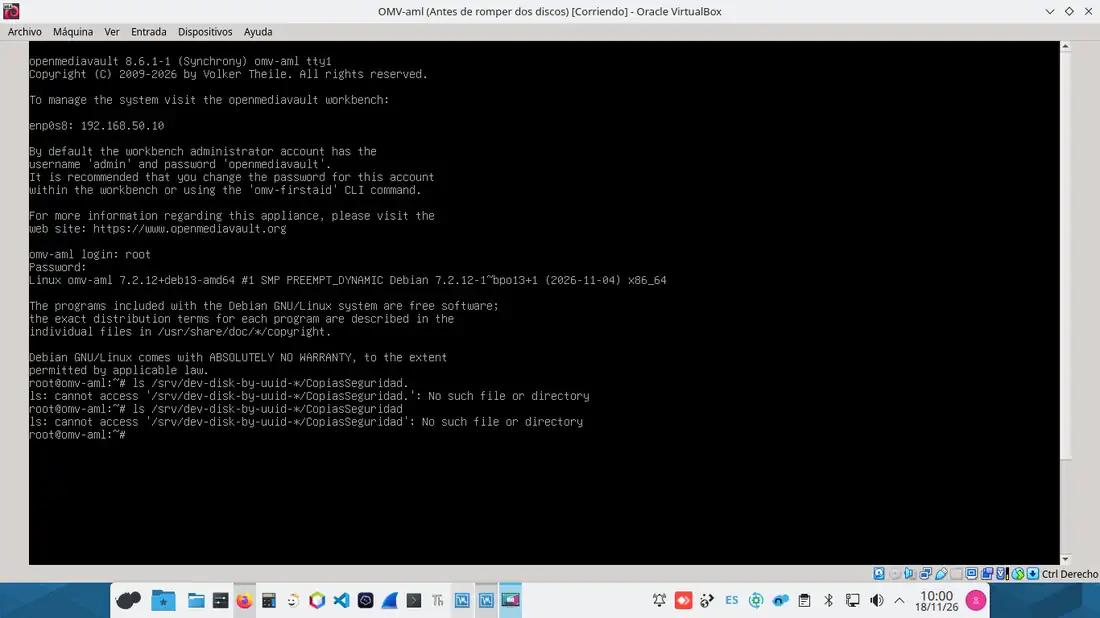 OMV-aml (Antes de romper dos discos) [Corriendo] - Oracle VirtualBox
Archivo Máquina Ver Entrada Dispositivos Ayuda
openmediavault 8.6.1-1 (Synchrony) omv-aml tty1
Copyright (C) 2009-2026 by Volker Theile. All rights reserved.
To manage the system visit the openmediavault workbench:
enp0s8: 192.168.50.10
By default the workbench administrator account has the
username 'admin' and password 'openmediavault'.
It is recommended that you change the password for this account
within the workbench or using the 'omv-firstaid' CLI command.
For more information regarding this appliance, please visit the
web site: https://www.openmediavault.org
omv-aml login: root
Password:
Linux omv-aml 7.2.12+deb13-amd64 #1 SMP PREEMPT_DYNAMIC Debian 7.2.12-1~bpo13+1 (2026-11-04) x86_64
The programs included with the Debian GNU/Linux system are free software;
the exact distribution terms for each program are described in the
individual files in /usr/share/doc/*/copyright.
Debian GNU/Linux comes with ABSOLUTELY NO WARRANTY, to the extent
permitted by applicable law.
root@omv-aml:~# ls /srv/dev-disk-by-uuid-*/CopiasSeguridad.
ls: cannot access '/srv/dev-disk-by-uuid-*/CopiasSeguridad.': No such file or directory
root@omv-aml:~# ls /srv/dev-disk-by-uuid-*/CopiasSeguridad
ls: cannot access '/srv/dev-disk-by-uuid-*/CopiasSeguridad': No such file or directory
root@omv-aml:~#
Ctrl Derecho
Th
ES
10:00
18/11/26